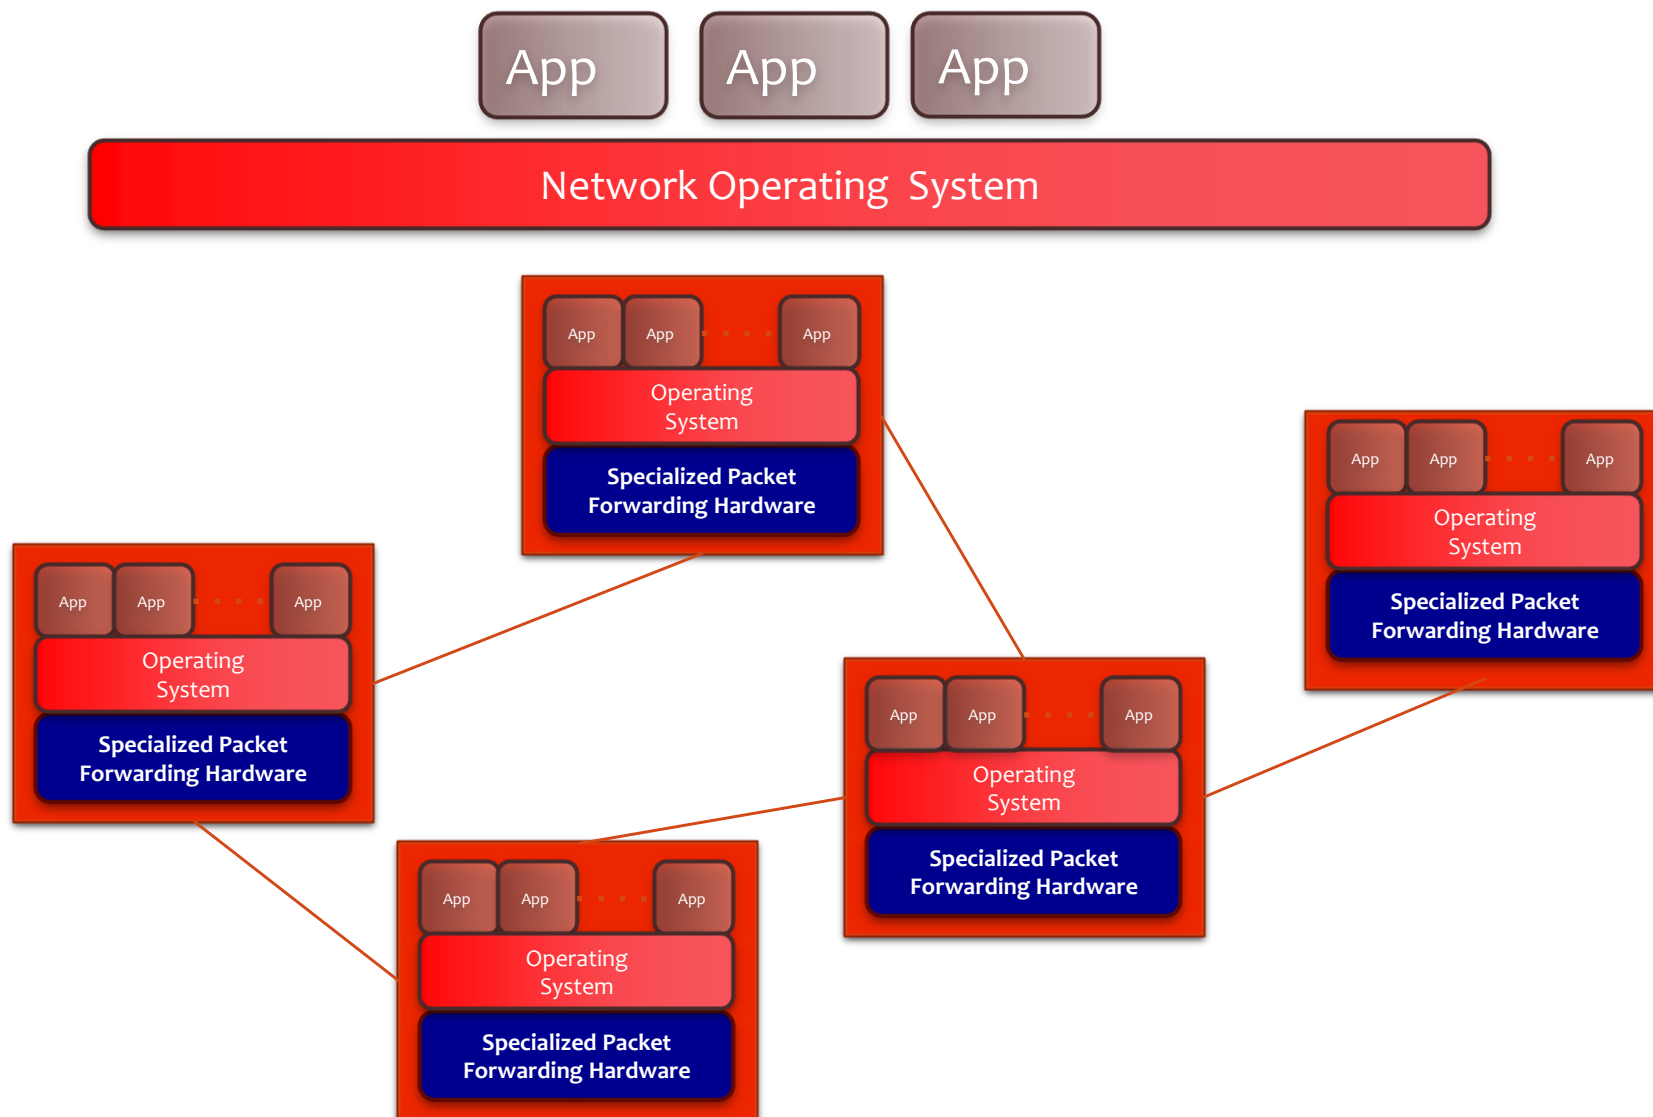 App
App
App
Network Operating System
App
App
App
Operating
System
Specialized Packet
Forwarding Hardware
App
App
App
Operating
System
Specialized Packet
Forwarding Hardware
App
App
App
Operating
System
Specialized Packet
Forwarding Hardware
App
App
App
Operating
System
Specialized Packet
Forwarding Hardware
App
App
App
Operating
System
Specialized Packet
Forwarding Hardware